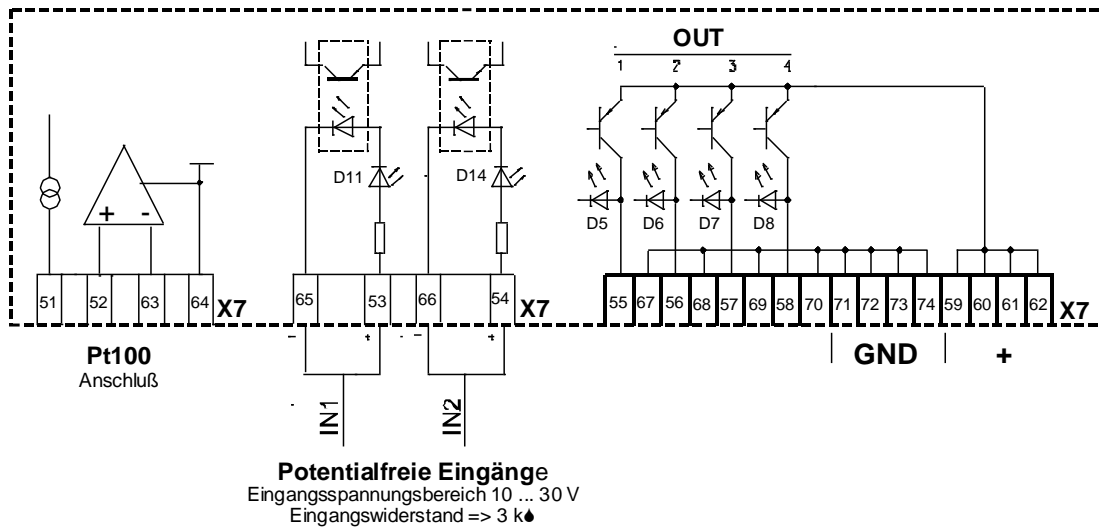 OUT
1 2 3 4
D11
D14
D5 D6 D7 D8
+ -
51 52 63 64 X7
65 53 66 54 X7
55 67 56 68 57 69 58 70 71 72 73 74 59 60 61 62 X7
- + - +
Pt100
Anschluß
GND +
IN1
IN2
Potentialfreie Eingänge
Eingangsspannungsbereich 10 ... 30 V
Eingangswiderstand => 3 k